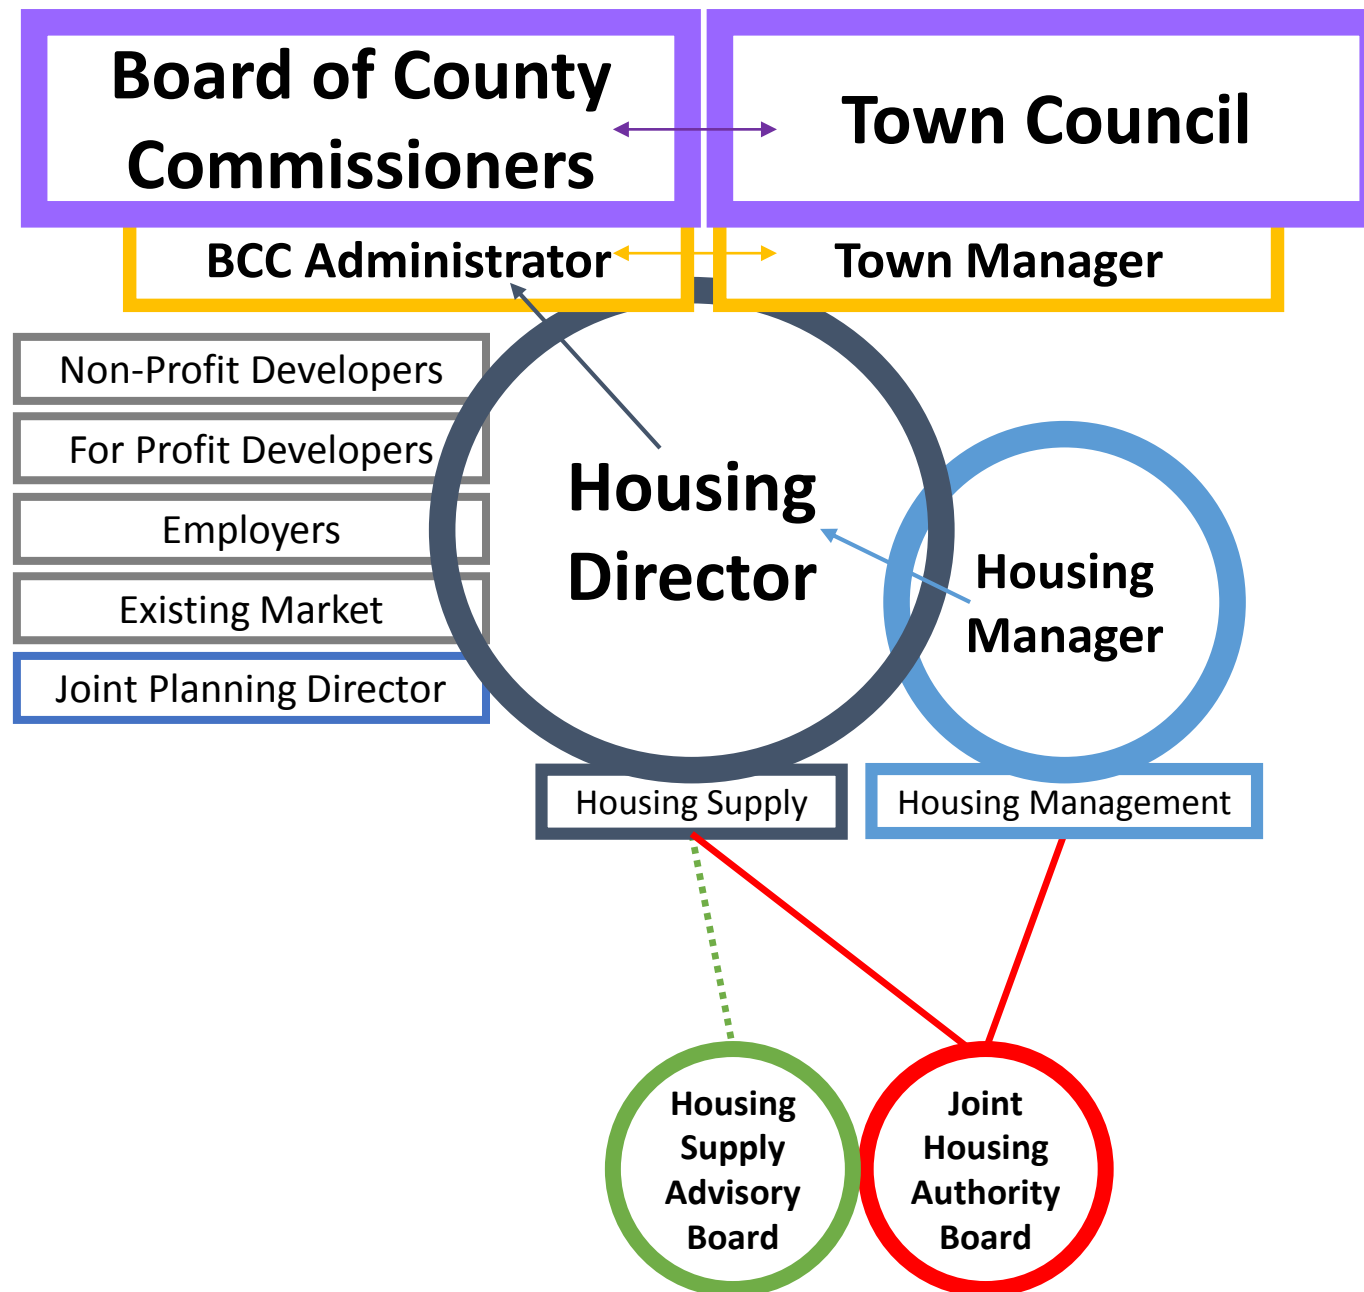 Board of County
Commissioners
Town Council
BCC Administrator
Town Manager
Non-Profit Developers
For Profit Developers
Employers
Existing Market
Joint Planning Director
Housing
Director
Housing
Manager
Housing Supply
Housing Management
Housing
Supply
Advisory
Board
Joint
Housing
Authority
Board